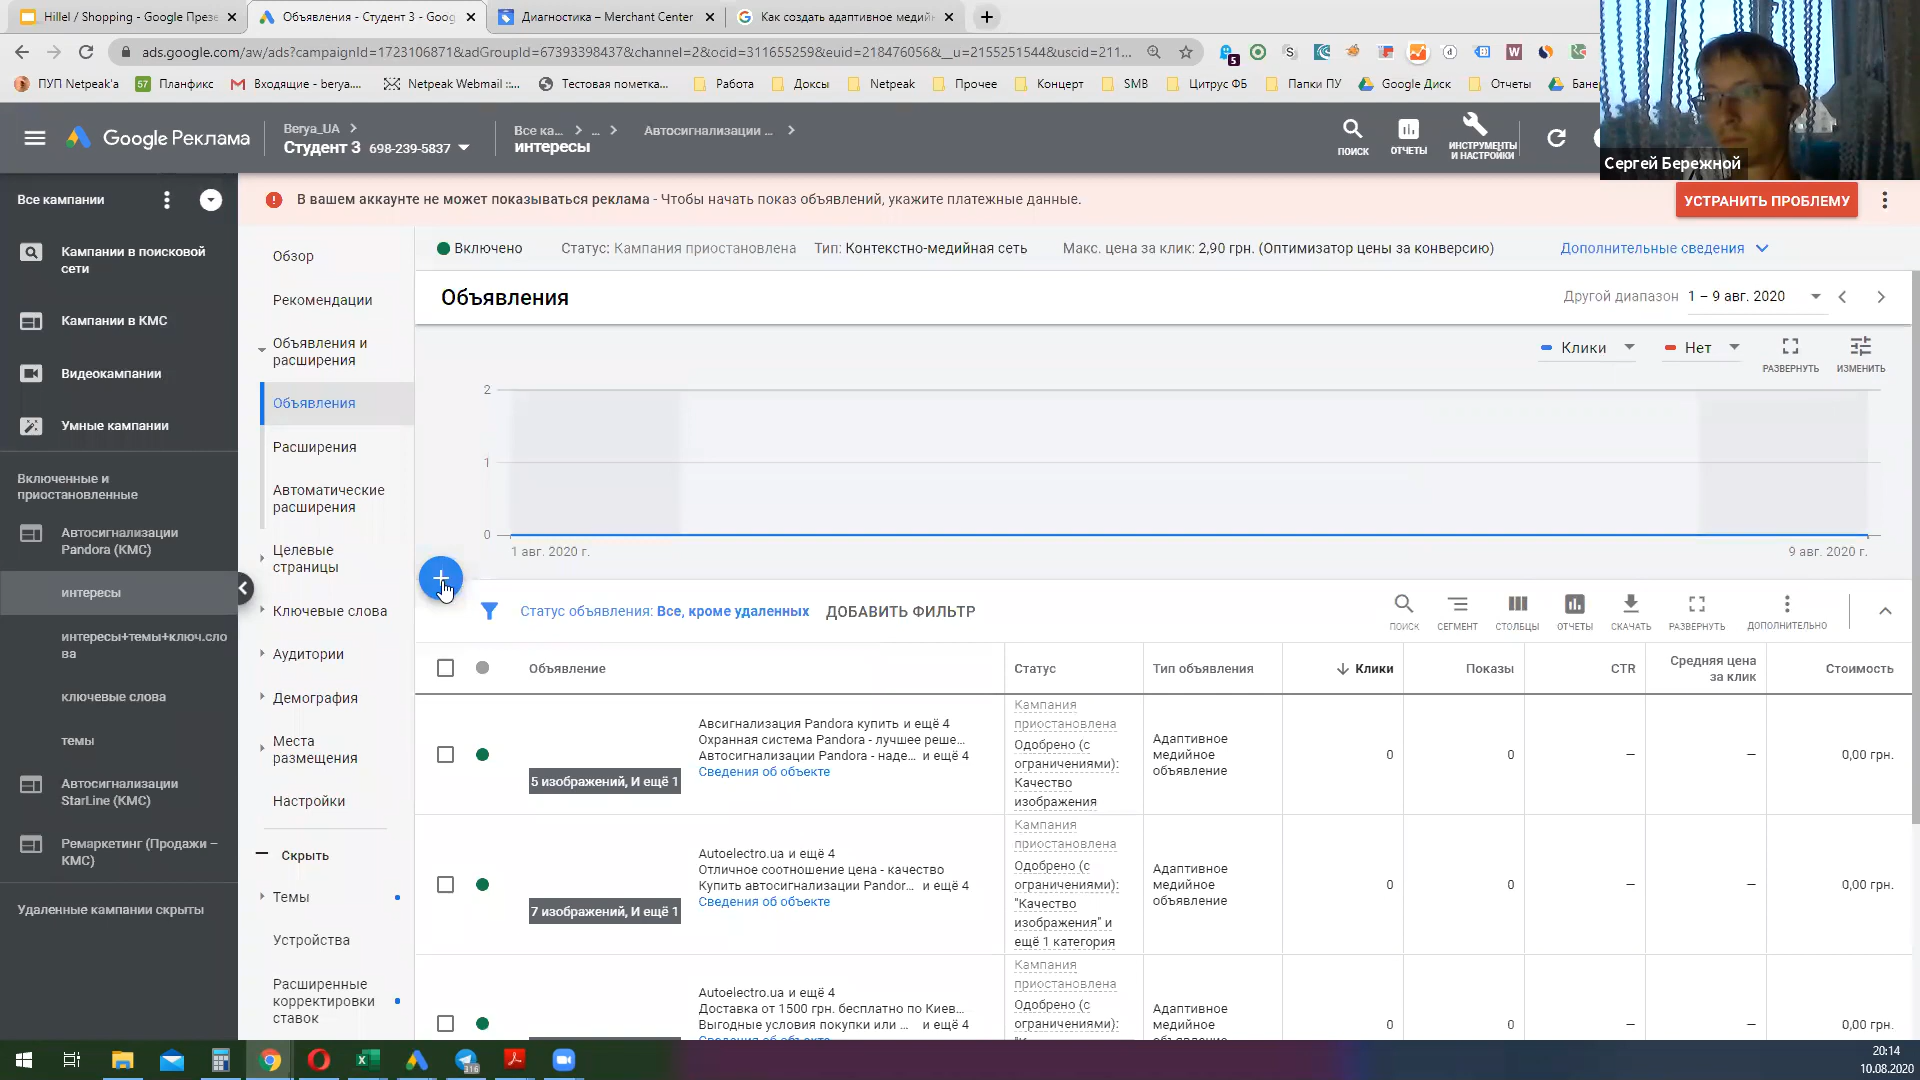 Hillel / Shopping - Google През
Объявления - Студент 3 - Goog
Диагностика – Merchant Center
Как создать адаптивное медий
ads.google.com/aw/ads?campaignId=1723106871&adGroupId=67393398437&channel=2&ocid=311655259&euid=218476056&__u=2155251544&uscid=211...
5
ПУП Netpeak'a
57 Планфикс
Входящие - berya....
Netpeak Webmail ::...
Тестовая пометка...
Работа
Доксы
Netpeak
Прочее
Концерт
SMB
Цитрус ФБ
Папки ПУ
Google Диск
Отчеты
Бане
Google Реклама
Berya_UA
Студент 3 698-239-5837
Все ка... > ... >
интересы
Автосигнализации ... >
ПОИСК
ОТЧЕТЫ
ИНСТРУМЕНТЫ
И НАСТРОЙКИ
Сергей Бережной
Все кампании
Кампании в поисковой
сети
Кампании в КМС
Видеокампании
Умные кампании
Включенные и
приостановленные
Автосигнализации
Pandora (КМС)
интересы
интересы+темы+ключ.сло
ва
ключевые слова
темы
Автосигнализации
StarLine (КМС)
Ремаркетинг (Продажи –
КМС)
Удаленные кампании скрыты
Обзор
Рекомендации
Объявления и
расширения
Объявления
Расширения
Автоматические
расширения
Целевые
страницы
Ключевые слова
Аудитории
Демография
Места
размещения
Настройки
Скрыть
Темы
Устройства
Расширенные
корректировки
ставок
В вашем аккаунте не может показываться реклама - Чтобы начать показ объявлений, укажите платежные данные.
УСТРАНИТЬ ПРОБЛЕМУ
Включено
Статус: Кампания приостановлена
Тип: Контекстно-медийная сеть
Макс. цена за клик: 2,90 грн. (Оптимизатор цены за конверсию)
Дополнительные сведения
Объявления
Другой диапазон 1 – 9 авг. 2020
Клики
Нет
РАЗВЕРНУТЬ
ИЗМЕНИТЬ
2
1
0
1 авг. 2020 г.
9 авг. 2020 г.
Статус объявления: Все, кроме удаленных
ДОБАВИТЬ ФИЛЬТР
ПОИСК
СЕГМЕНТ
СТОЛБЦЫ
ОТЧЕТЫ
СКАЧАТЬ
РАЗВЕРНУТЬ
ДОПОЛНИТЕЛЬНО
Объявление
Статус
Тип объявления
Клики
Показы
CTR
Средняя цена
за клик
Стоимость
5 изображений, И ещё 1
Авсигнализация Pandora купить и ещё 4
Охранная система Pandora - лучшее реше...
Автосигнализации Pandora - наде... и ещё 4
Сведения об объекте
Кампания
приостановлена
Одобрено (с
ограничениями):
Качество
изображения
Адаптивное
медийное
объявление
0
0
—
—
0,00 грн.
7 изображений, И ещё 1
Autoelectro.ua и ещё 4
Отличное соотношение цена - качество
Купить автосигнализации Pandor... и ещё 4
Сведения об объекте
Кампания
приостановлена
Одобрено (с
ограничениями):
"Качество
изображения" и
ещё 1 категория
Адаптивное
медийное
объявление
0
0
—
—
0,00 грн.
Autoelectro.ua и ещё 4
Доставка от 1500 грн. бесплатно по Киев...
Выгодные условия покупки или ... и ещё 4
Сведения об объекте
Кампания
приостановлена
Одобрено (с
ограничениями):
Адаптивное
медийное
объявление
0
0
—
—
0,00 грн.
316
20:14
10.08.2020